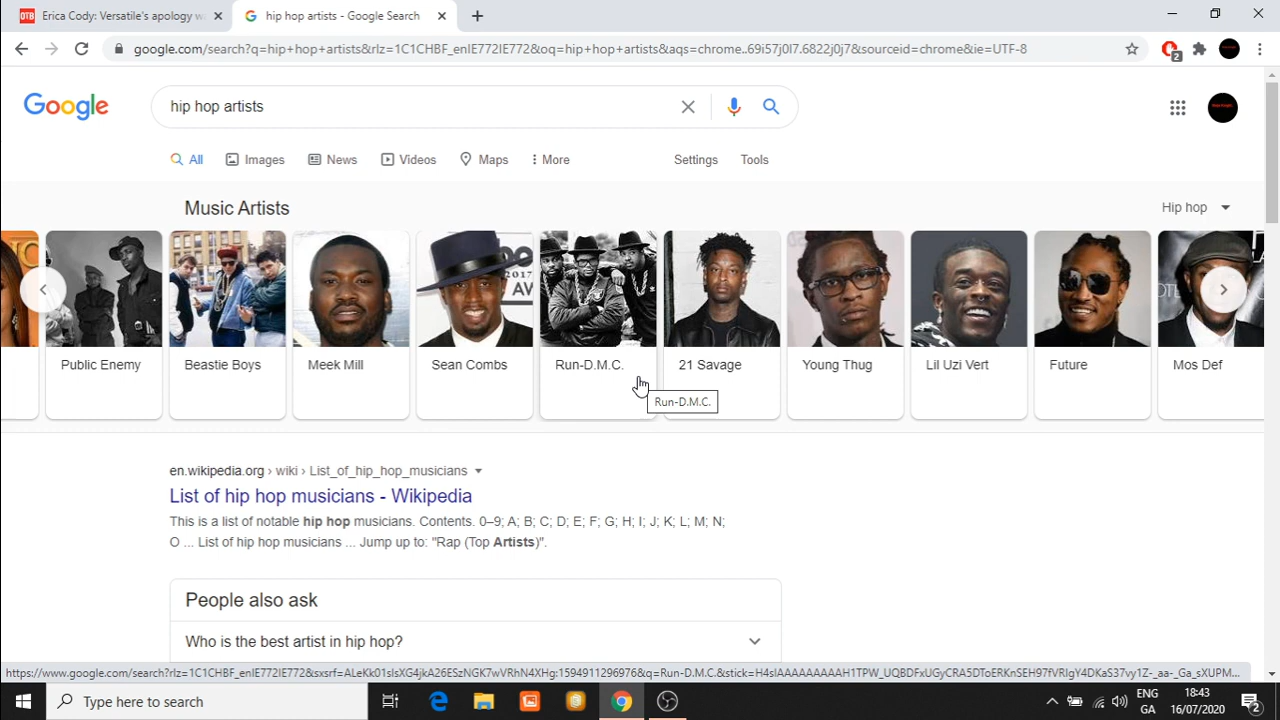 OTB Erica Cody: Versatile's apology w
hip hop artists - Google Search
google.com/search?q=hip+hop+artists&rlz=1C1CHBF_enIE772IE772&oq=hip+hop+artists&aqs=chrome..69i57j0l7.6822j0j7&sourceid=chrome&ie=UTF-8
2
Google
hip hop artists
All Images News Videos Maps More Settings Tools
Music Artists
Hip hop
2017
AW
Public Enemy Beastie Boys Meek Mill Sean Combs Run-D.M.C. 21 Savage Young Thug Lil Uzi Vert Future Mos Def
Run-D.M.C.
en.wikipedia.org › wiki › List_of_hip_hop_musicians
List of hip hop musicians - Wikipedia
This is a list of notable hip hop musicians. Contents. 0–9; A; B; C; D; E; F; G; H; I; J; K; L; M; N;
O ... List of hip hop musicians ... Jump up to: "Rap (Top Artists)".
People also ask
Who is the best artist in hip hop?
Type here to search
ENG
GA
18:43
16/07/2020
2